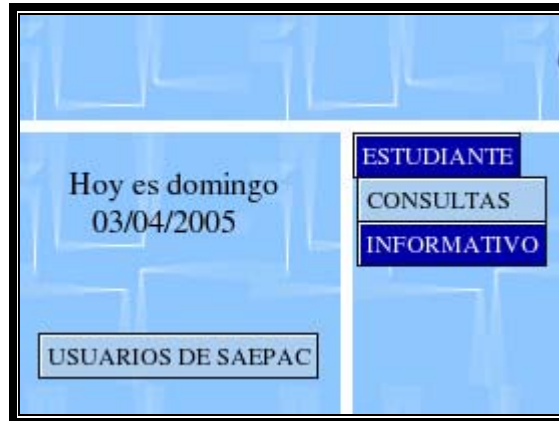 Hoy es domingo
03/04/2005
USUARIOS DE SAEPAC
ESTUDIANTE
CONSULTAS
INFORMATIVO